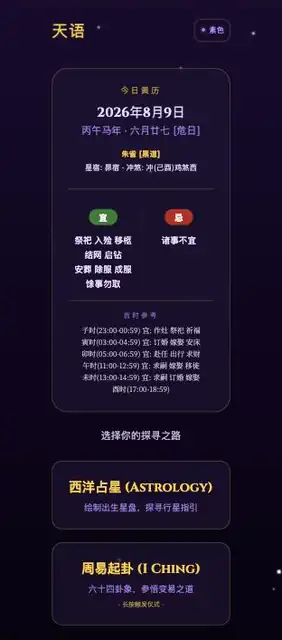 天语
素色
今日黄历
2026年8月9日
丙午马年 · 六月廿七 [危日]
朱雀 [黑道]
星宿: 昴宿 · 冲煞: 冲(己酉)鸡煞西
宜
忌
祭祀 入殓 移柩
诸事不宜
结网 启钻
安葬 除服 成服
馀事勿取
吉时参考
子时(23:00-00:59) 宜: 作灶 祭祀 祈福
寅时(03:00-04:59) 宜: 订婚 嫁娶 安床
卯时(05:00-06:59) 宜: 赴任 出行 求财
午时(11:00-12:59) 宜: 求嗣 嫁娶 移徙
未时(13:00-14:59) 宜: 求嗣 订婚 嫁娶
酉时(17:00-18:59)
选择你的探寻之路
西洋占星 (ASTROLOGY)
绘制出生星盘，探寻行星指引
周易起卦 (I CHING)
六十四卦象，参悟变易之道
· 长按触发仪式 ·